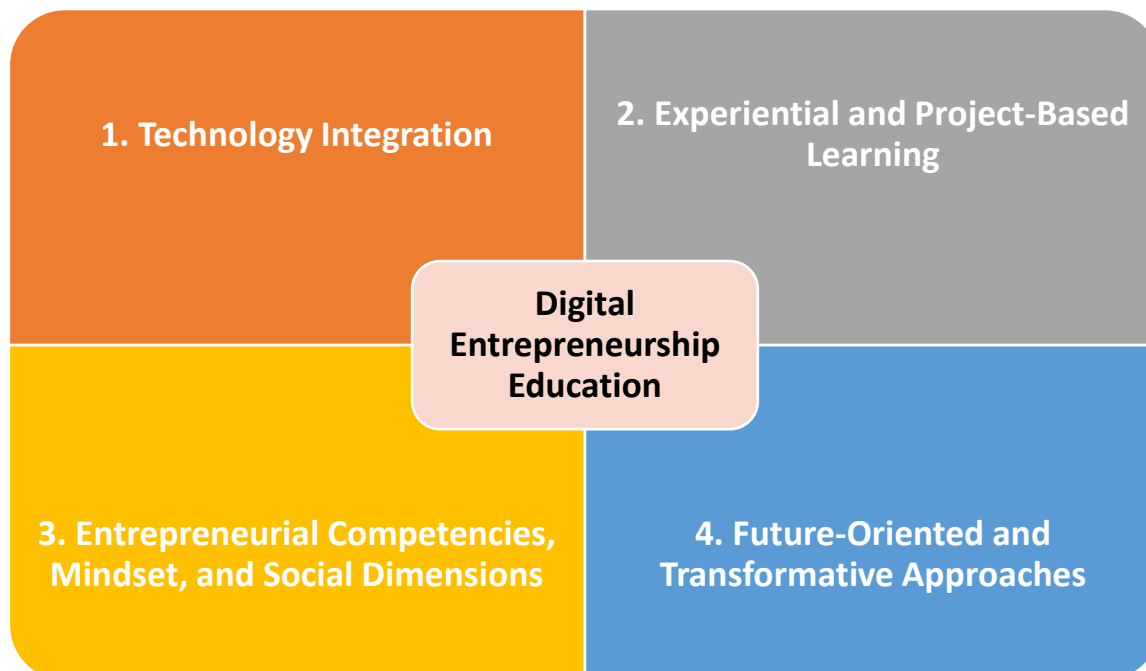 1. Technology Integration
2. Experiential and Project-Based
Learning
Digital
Entrepreneurship
Education
3. Entrepreneurial Competencies,
Mindset, and Social Dimensions
4. Future-Oriented and
Transformative Approaches